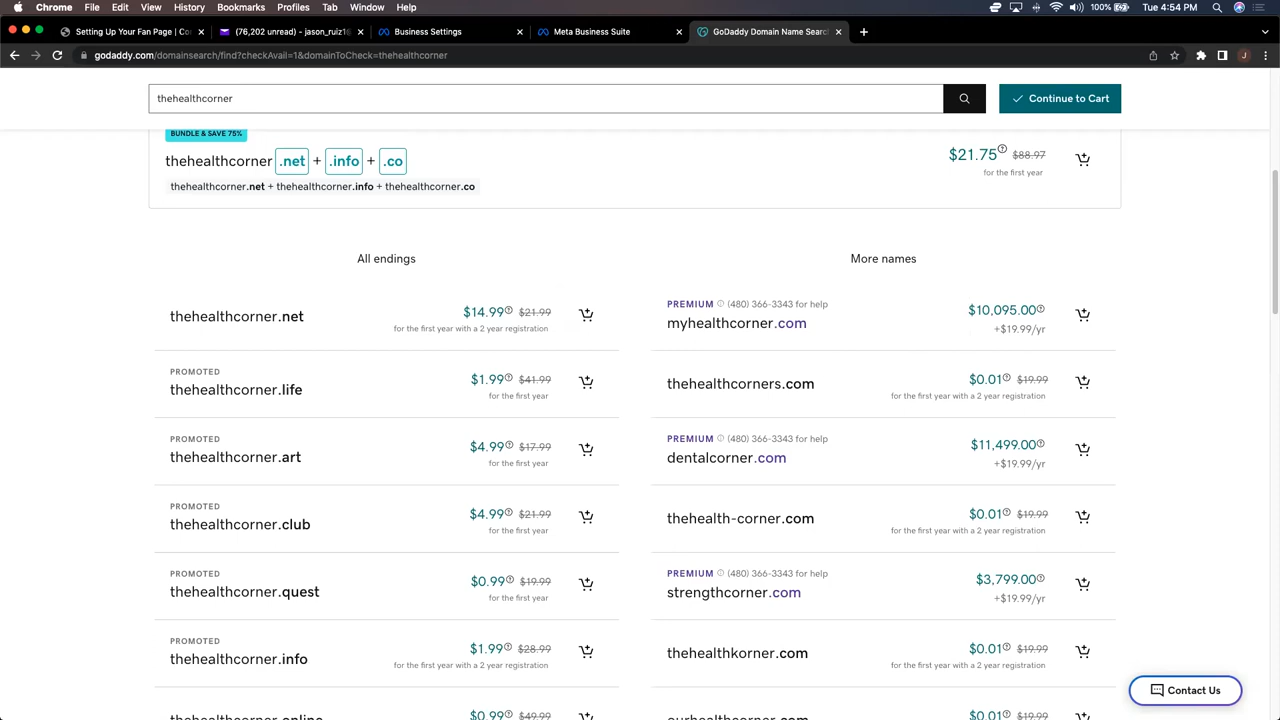 Chrome File Edit View History Bookmarks Profiles Tab Window Help 100% Tue 4:54 PM
Setting Up Your Fan Page | Co
(76,202 unread) - jason_ruiz1
Business Settings
Meta Business Suite
GoDaddy Domain Name Searc
godaddy.com/domainsearch/find?checkAvail=1&domainToCheck=thehealthcorner
J
thehealthcorner
Continue to Cart
BUNDLE & SAVE 75%
thehealthcorner .net + .info + .co
$21.75 $88.97
for the first year
thehealthcorner.net + thehealthcorner.info + thehealthcorner.co
All endings
thehealthcorner.net
$14.99 $21.99
for the first year with a 2 year registration
PROMOTED
thehealthcorner.life
$1.99 $41.99
for the first year
PROMOTED
thehealthcorner.art
$4.99 $17.99
for the first year
PROMOTED
thehealthcorner.club
$4.99 $21.99
for the first year
PROMOTED
thehealthcorner.quest
$0.99 $19.99
for the first year
PROMOTED
thehealthcorner.info
$1.99 $28.99
for the first year with a 2 year registration
thehealthcorner.online
$0.99 $49.99
More names
PREMIUM (480) 366-3343 for help
myhealthcorner.com
$10,095.00
+$19.99/yr
thehealthcorners.com
$0.01 $19.99
for the first year with a 2 year registration
PREMIUM (480) 366-3343 for help
dentalcorner.com
$11,499.00
+$19.99/yr
thehealth-corner.com
$0.01 $19.99
for the first year with a 2 year registration
PREMIUM (480) 366-3343 for help
strengthcorner.com
$3,799.00
+$19.99/yr
thehealthkorner.com
$0.01 $19.99
for the first year with a 2 year registration
ourhealthcorner.com
$0.01 $19.99
Contact Us